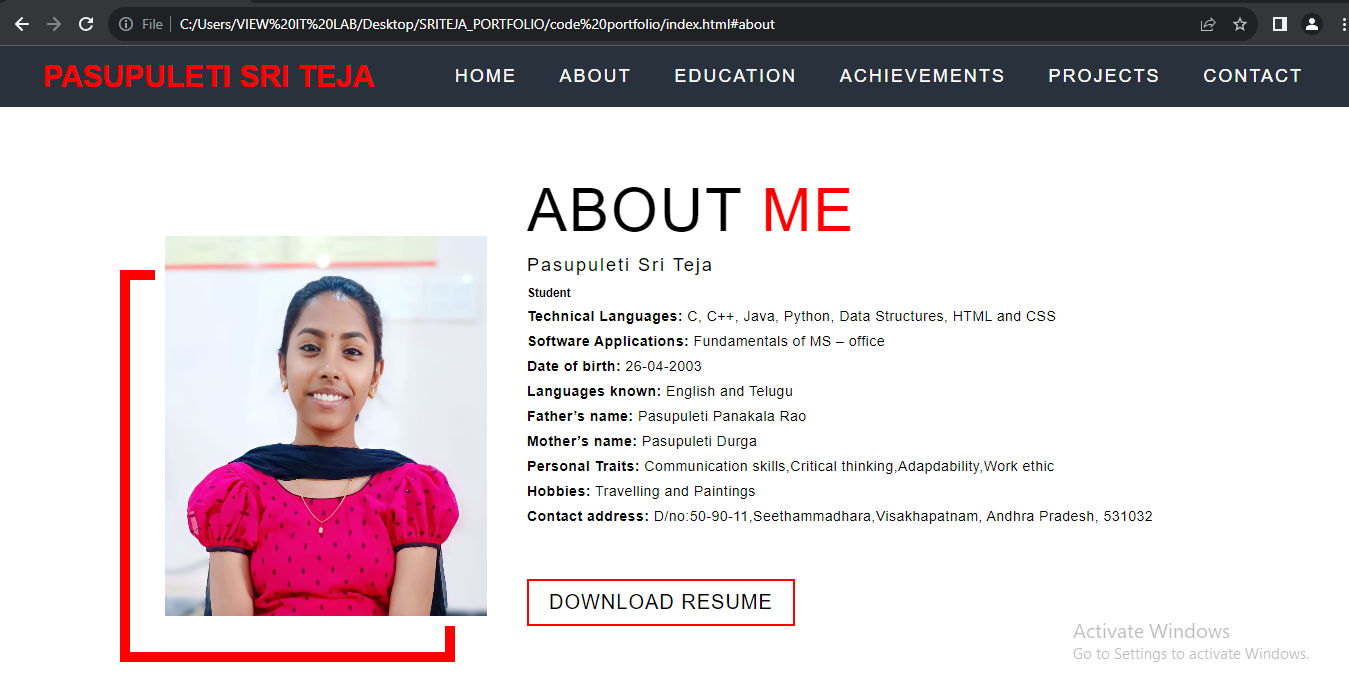 File C:/Users/VIEW%20IT%20LAB/Desktop/SRITEJA_PORTFOLIO/code%20portfolio/index.html#about
PASUPULETI SRI TEJA HOME ABOUT EDUCATION ACHIEVEMENTS PROJECTS CONTACT
ABOUT ME
Pasupuleti Sri Teja
Student
Technical Languages: C, C++, Java, Python, Data Structures, HTML and CSS
Software Applications: Fundamentals of MS – office
Date of birth: 26-04-2003
Languages known: English and Telugu
Father’s name: Pasupuleti Panakala Rao
Mother’s name: Pasupuleti Durga
Personal Traits: Communication skills,Critical thinking,Adapdability,Work ethic
Hobbies: Travelling and Paintings
Contact address: D/no:50-90-11,Seethammadhara,Visakhapatnam, Andhra Pradesh, 531032
DOWNLOAD RESUME
Activate Windows
Go to Settings to activate Windows.